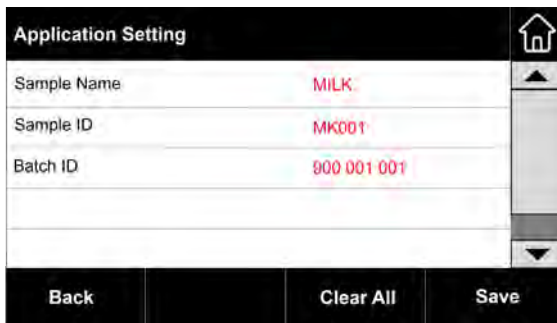 Application Setting
Sample Name MILK
Sample ID MK001
Batch ID 900 001 001
Back Clear All Save